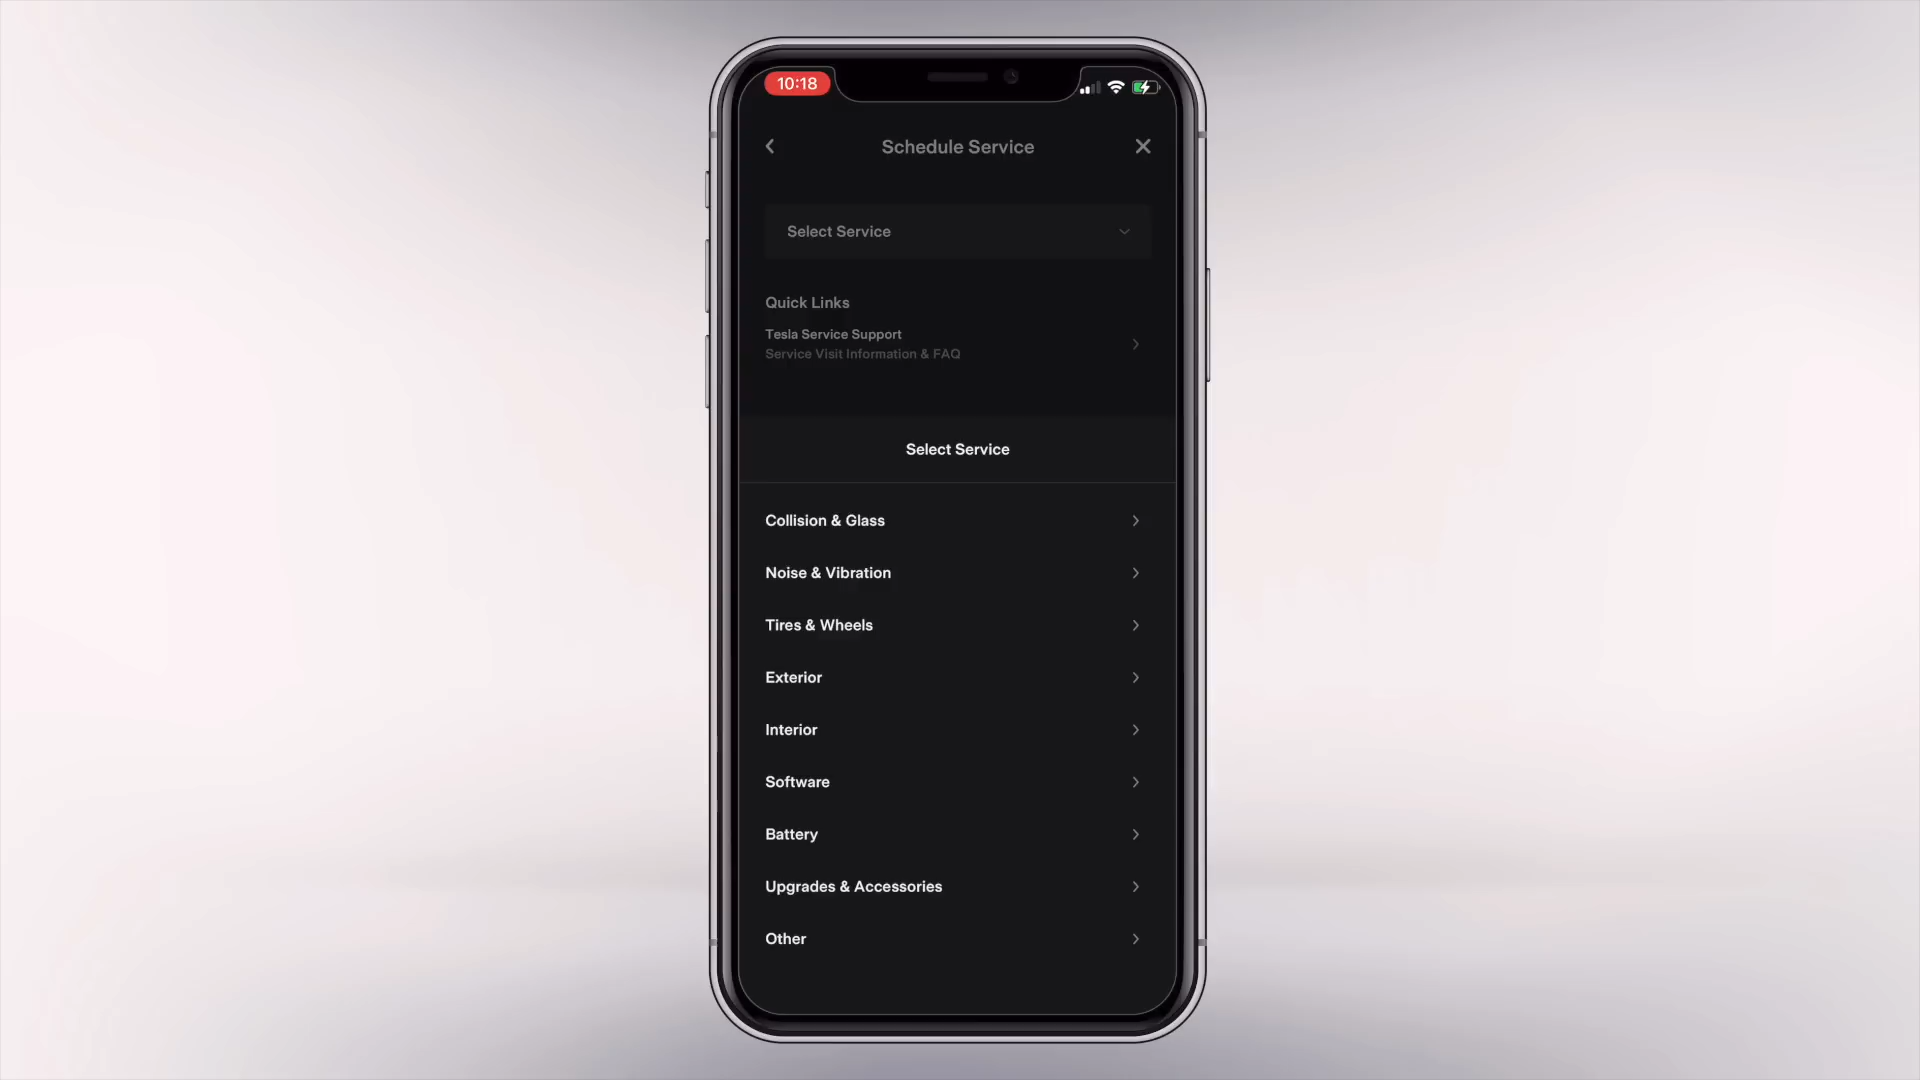 10:18
Schedule Service
Select Service
Quick Links
Tesla Service Support
Service Visit Information & FAQ
Select Service
Collision & Glass
Noise & Vibration
Tires & Wheels
Exterior
Interior
Software
Battery
Upgrades & Accessories
Other